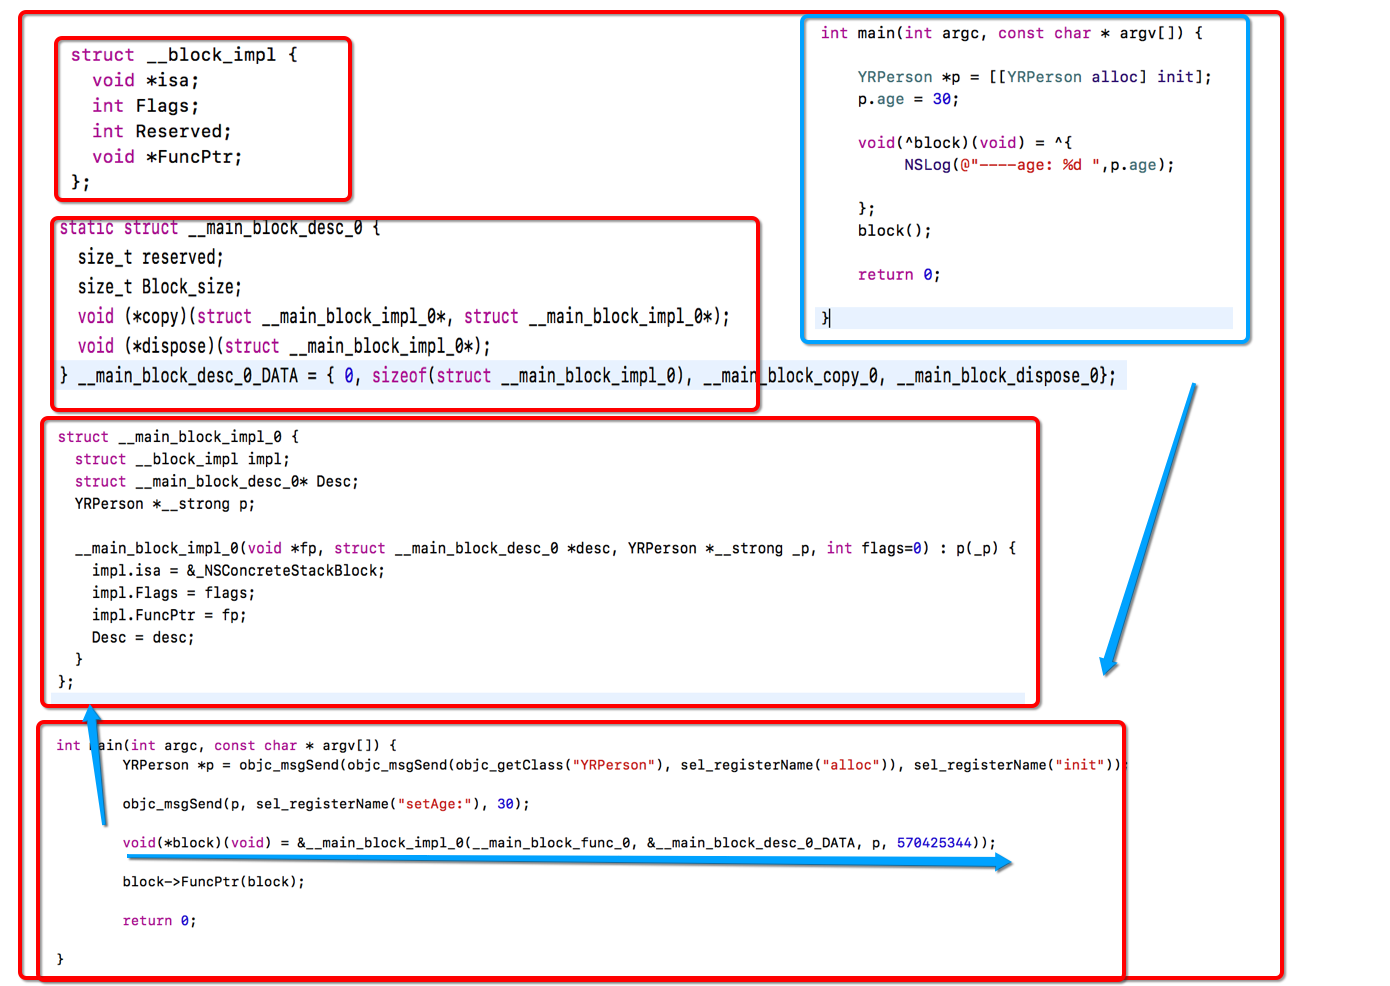 struct __block_impl {
void *isa;
int Flags;
int Reserved;
void *FuncPtr;
};
static struct __main_block_desc_0 {
size_t reserved;
size_t Block_size;
void (*copy)(struct __main_block_impl_0*, struct __main_block_impl_0*);
void (*dispose)(struct __main_block_impl_0*);
} __main_block_desc_0_DATA = { 0, sizeof(struct __main_block_impl_0), __main_block_copy_0, __main_block_dispose_0};
int main(int argc, const char * argv[]) {
YRPerson *p = [[YRPerson alloc] init];
p.age = 30;
void(^block)(void) = ^{
NSLog(@"----age: %d ",p.age);
};
block();
return 0;
}
struct __main_block_impl_0 {
struct __block_impl impl;
struct __main_block_desc_0* Desc;
YRPerson *__strong p;
__main_block_impl_0(void *fp, struct __main_block_desc_0 *desc, YRPerson *__strong _p, int flags=0) : p(_p) {
impl.isa = &_NSConcreteStackBlock;
impl.Flags = flags;
impl.FuncPtr = fp;
Desc = desc;
}
};
int main(int argc, const char * argv[]) {
YRPerson *p = objc_msgSend(objc_msgSend(objc_getClass("YRPerson"), sel_registerName("alloc")), sel_registerName("init"));
objc_msgSend(p, sel_registerName("setAge:"), 30);
void(*block)(void) = &__main_block_impl_0(__main_block_func_0, &__main_block_desc_0_DATA, p, 570425344));
block->FuncPtr(block);
return 0;
}